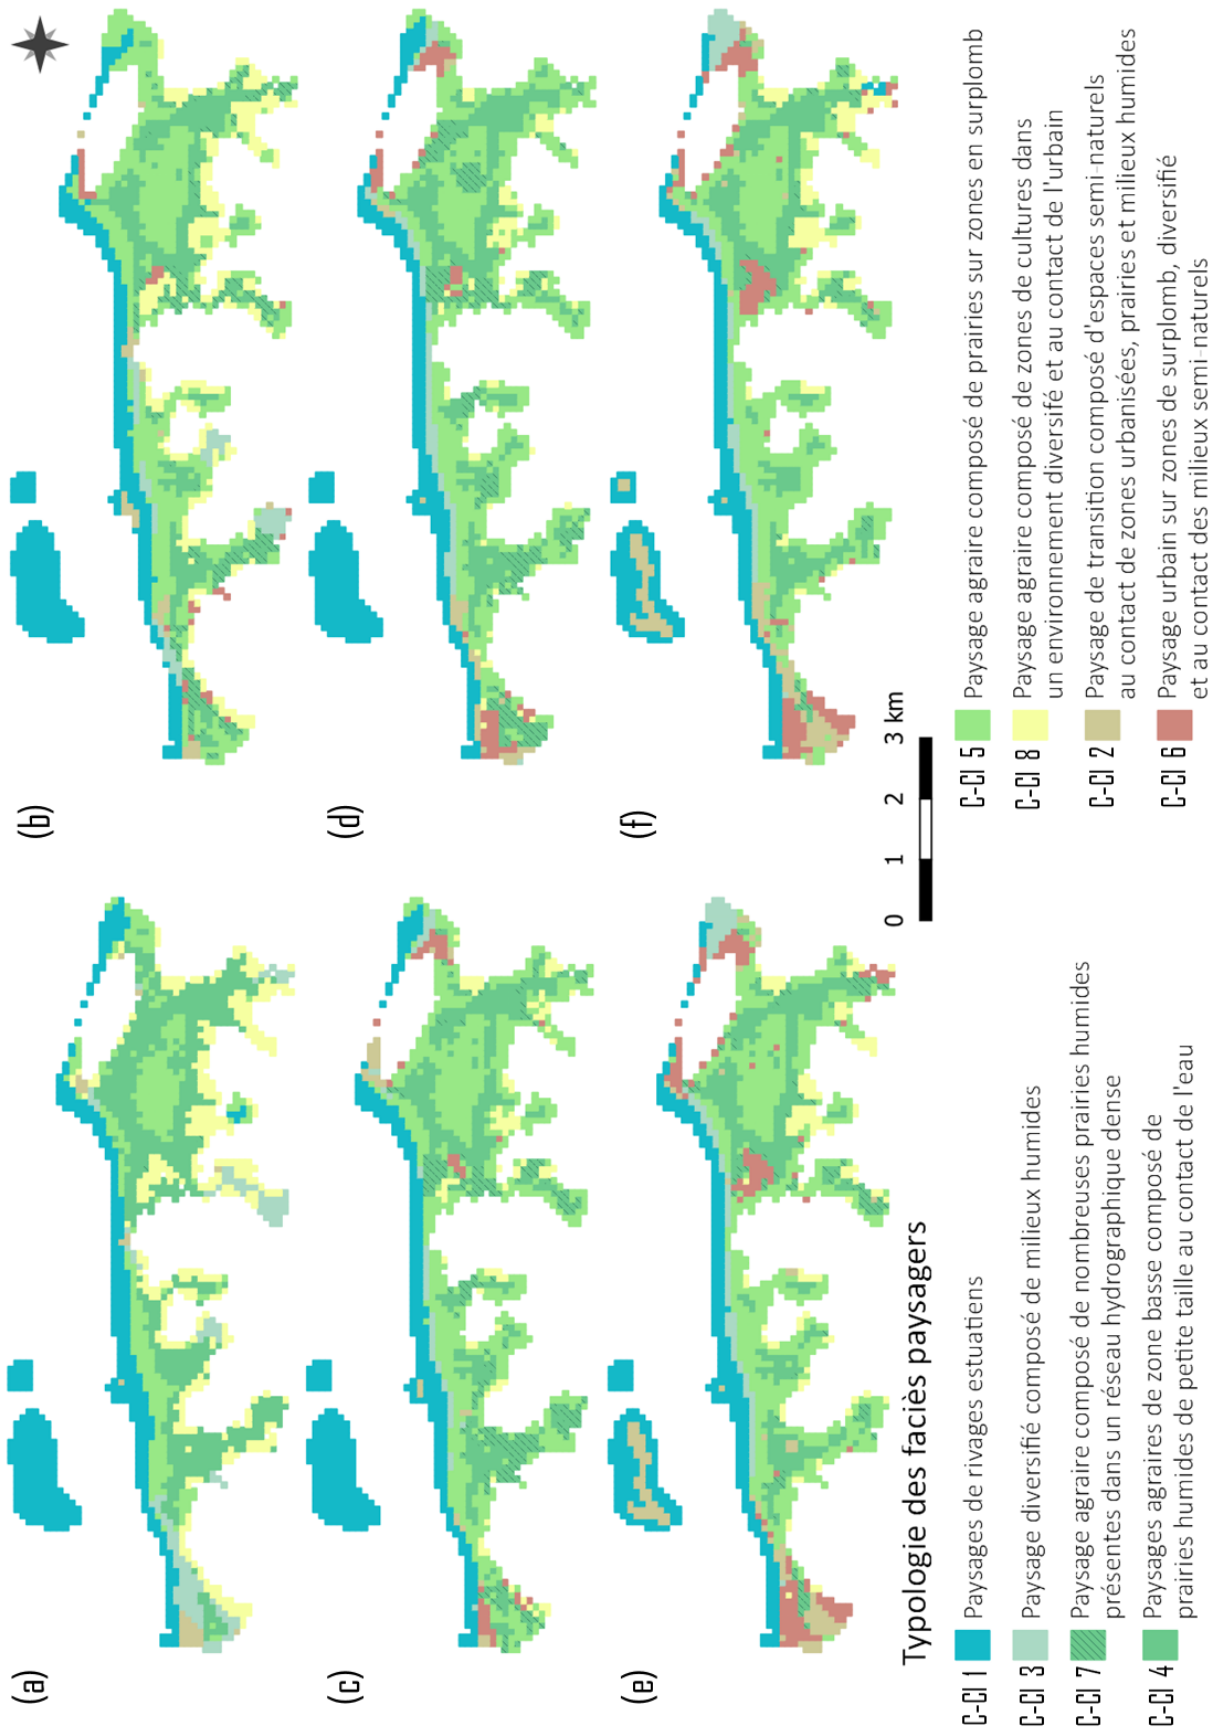 (a)
(b)
(c)
(d)
(e)
(f)
Typologie des faciès paysagers
0 1 2 3 km
C-Cl 1 Paysages de rivages estuatiens
C-Cl 3 Paysage diversifié composé de milieux humides
C-Cl 7 Paysage agraire composé de nombreuses prairies humides
présentes dans un réseau hydrographique dense
C-Cl 4 Paysages agraires de zone basse composé de
prairies humides de petite taille au contact de l'eau
C-Cl 5 Paysage agraire composé de prairies sur zones en surplomb
C-Cl 8 Paysage agraire composé de zones de cultures dans
un environnement diversifié et au contact de l'urbain
C-Cl 2 Paysage de transition composé d'espaces semi-naturels
au contact de zones urbanisées, prairies et milieux humides
C-Cl 6 Paysage urbain sur zones de surplomb, diversifié
et au contact des milieux semi-naturels